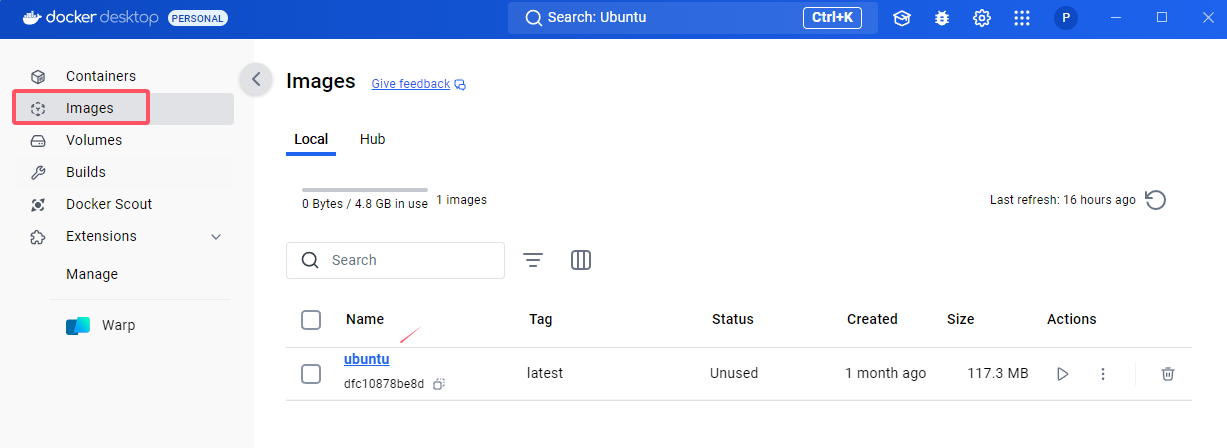 docker desktop PERSONAL Search: Ubuntu Ctrl+K P
Containers
Images
Volumes
Builds
Docker Scout
Extensions
Manage
Warp
Images Give feedback
Local Hub
0 Bytes / 4.8 GB in use 1 images Last refresh: 16 hours ago
Search
Name Tag Status Created Size Actions
ubuntu
dfc10878be8d latest Unused 1 month ago 117.3 MB